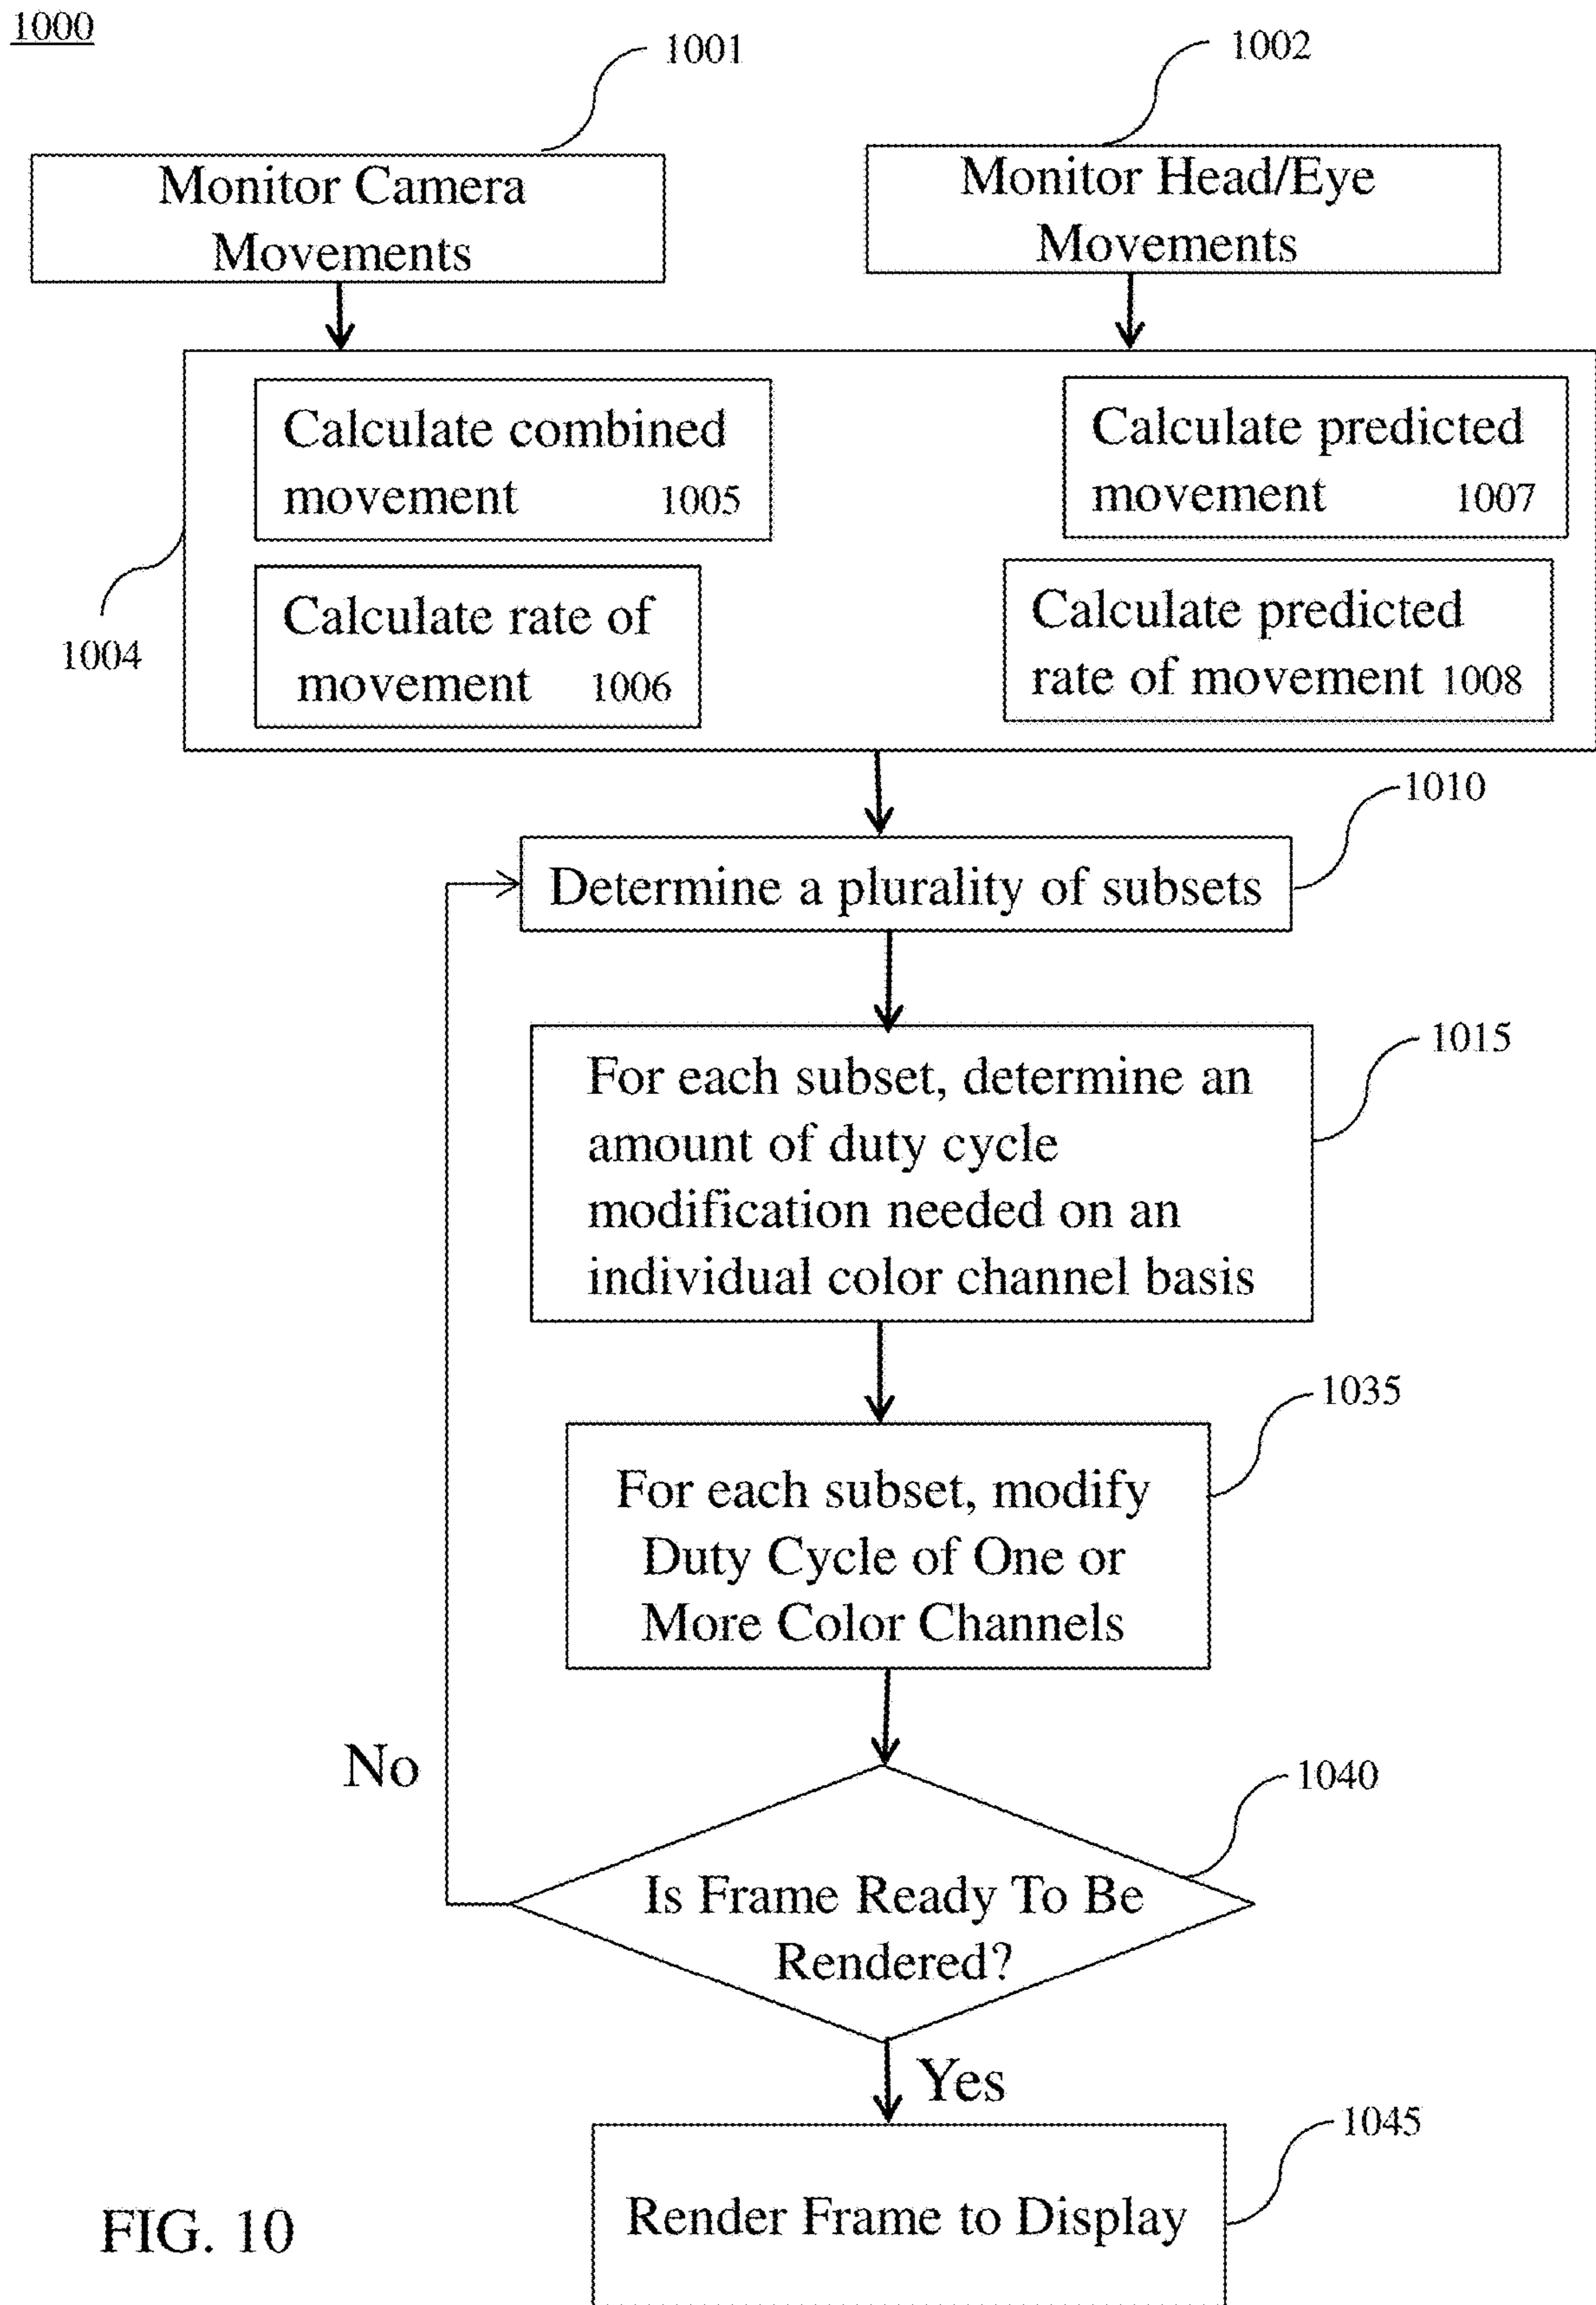 1000
1001
1002
Monitor Camera
Movements
Monitor Head/Eye
Movements
Calculate combined
movement 1005
Calculate predicted
movement 1007
Calculate rate of
movement 1006
Calculate predicted
rate of movement 1008
1004
1010
Determine a plurality of subsets
1015
For each subset, determine an
amount of duty cycle
modification needed on an
individual color channel basis
1035
For each subset, modify
Duty Cycle of One or
More Color Channels
No
1040
Is Frame Ready To Be
Rendered?
Yes
1045
Render Frame to Display
FIG. 10